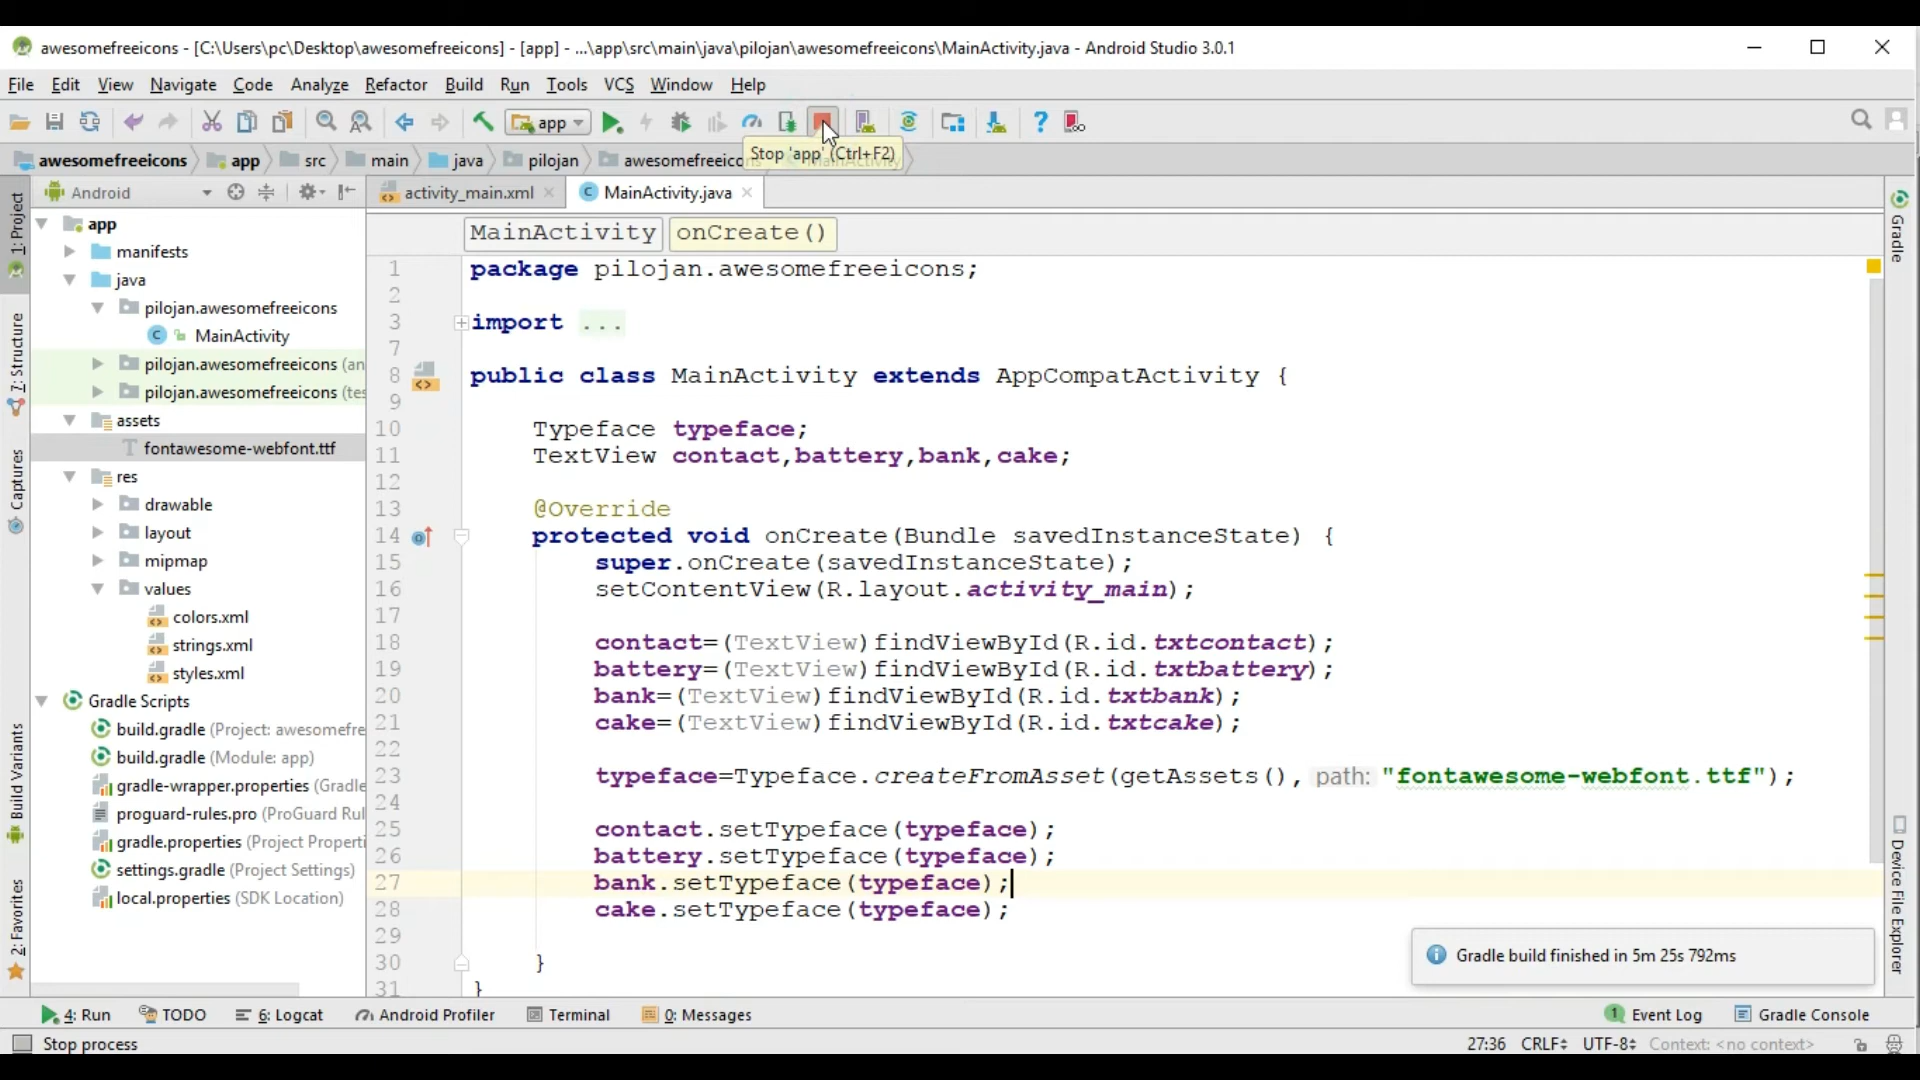 awesomefreeicons - [C:\Users\pc\Desktop\awesomefreeicons] - [app] - ...\app\src\main\java\pilojan\awesomefreeicons\MainActivity.java - Android Studio 3.0.1
File Edit View Navigate Code Analyze Refactor Build Run Tools VCS Window Help
app
Stop 'app' (Ctrl+F2)
awesomefreeicons app src main java pilojan MainActivity
1: Project
7: Structure
Captures
Build Variants
2: Favorites
Android
app
manifests
java
pilojan.awesomefreeicons
MainActivity
pilojan.awesomefreeicons
pilojan.awesomefreeicons
assets
fontawesome-webfont.ttf
res
drawable
layout
mipmap
values
colors.xml
strings.xml
styles.xml
Gradle Scripts
build.gradle (Project: awesomefre
build.gradle (Module: app)
gradle-wrapper.properties (Gradle
proguard-rules.pro (ProGuard Rul
gradle.properties (Project Properti
settings.gradle (Project Settings)
local.properties (SDK Location)
activity_main.xml MainActivity.java
MainActivity onCreate()
1 package pilojan.awesomefreeicons;
2
3 import ...
7
8 public class MainActivity extends AppCompatActivity {
9
10 Typeface typeface;
11 TextView contact,battery,bank,cake;
12
13 @Override
14 protected void onCreate(Bundle savedInstanceState) {
15 super.onCreate(savedInstanceState);
16 setContentView(R.layout.activity_main);
17
18 contact=(TextView)findViewById(R.id.txtcontact);
19 battery=(TextView)findViewById(R.id.txtbattery);
20 bank=(TextView)findViewById(R.id.txtbank);
21 cake=(TextView)findViewById(R.id.txtcake);
22
23 typeface=Typeface.createFromAsset(getAssets(), path: "fontawesome-webfont.ttf");
24
25 contact.setTypeface(typeface);
26 battery.setTypeface(typeface);
27 bank.setTypeface(typeface);
28 cake.setTypeface(typeface);
29
30 }
31 }
Gradle
Device File Explorer
Gradle build finished in 5m 25s 792ms
4: Run TODO 6: Logcat Android Profiler Terminal 0: Messages 1 Event Log Gradle Console
Stop process 27:36 CRLF UTF-8 Context: <no context>